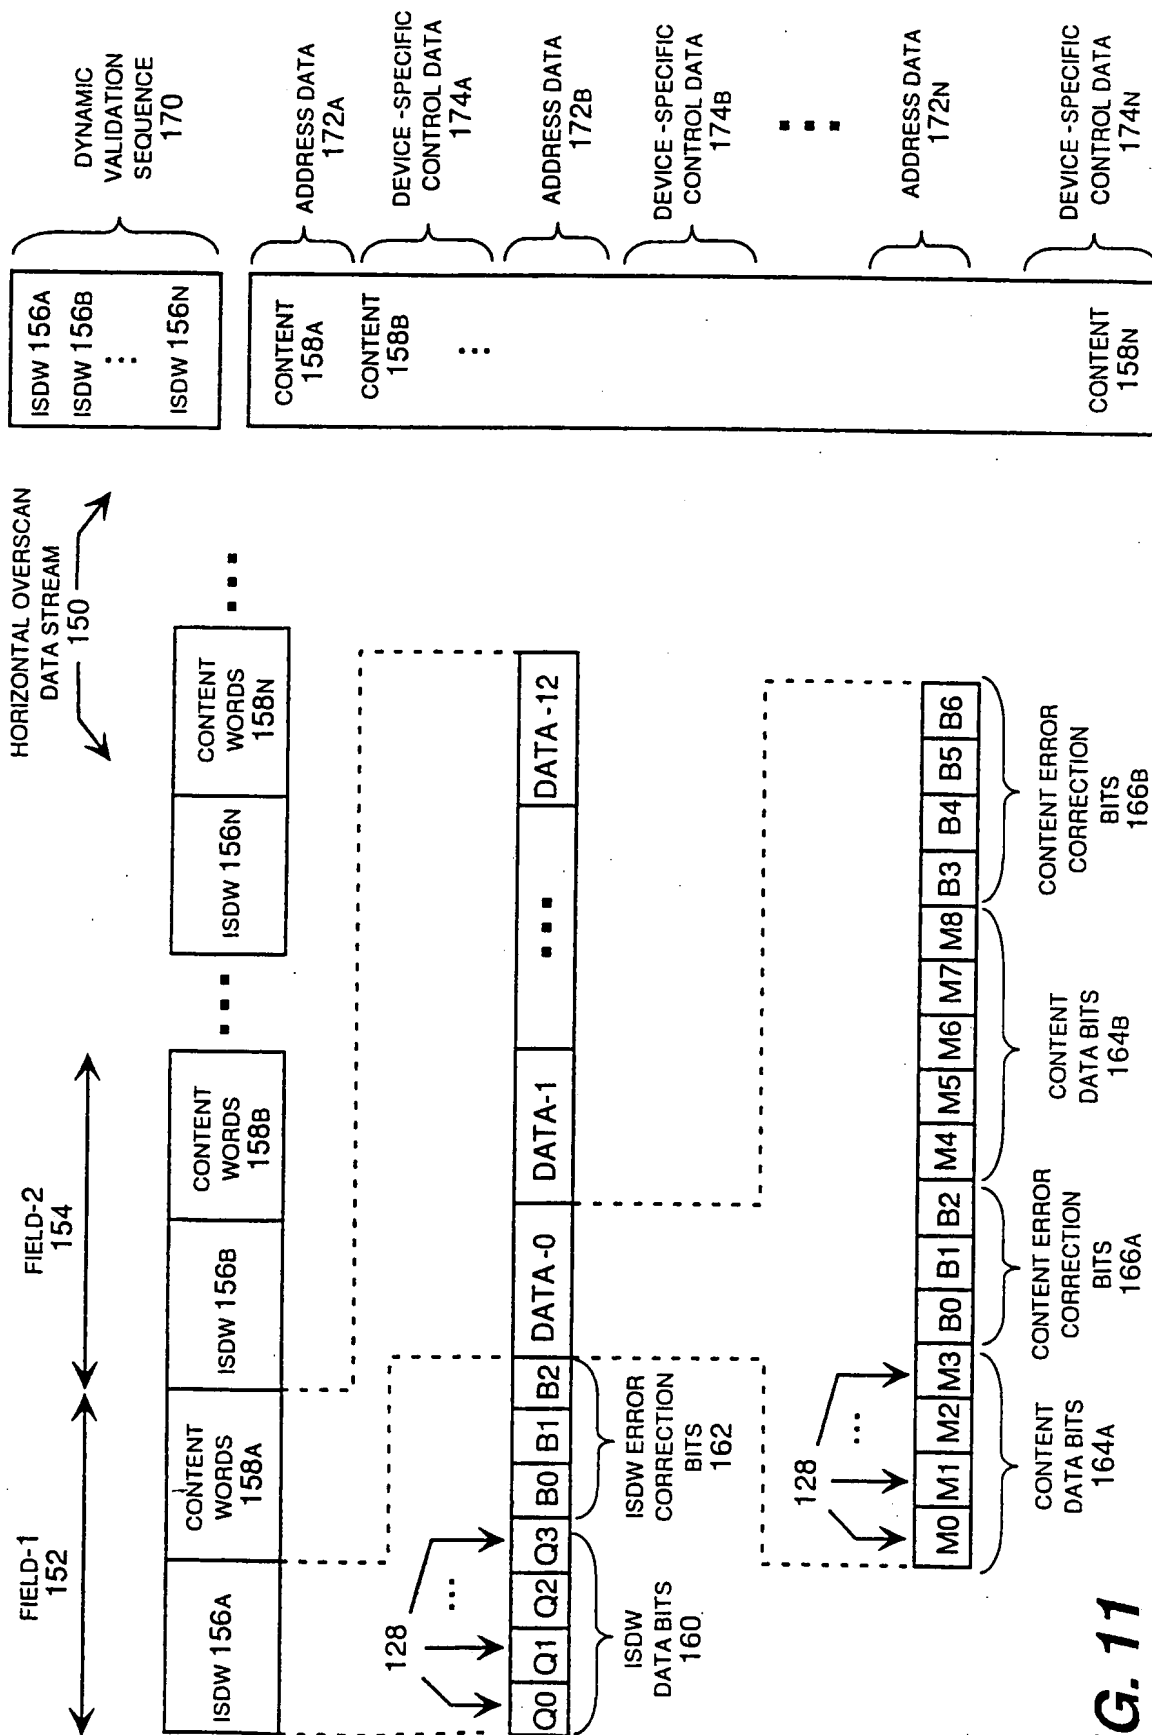 HORIZONTAL OVERSCAN
DATA STREAM
150
FIELD-1
152
FIELD-2
154
ISDW 156A
CONTENT
WORDS
158A
ISDW 156B
CONTENT
WORDS
158B
...
ISDW 156N
CONTENT
WORDS
158N
...
128
...
Q0 Q1 Q2 Q3 B0 B1 B2 DATA-0 DATA-1 ... DATA-12
ISDW
DATA BITS
160
ISDW ERROR
CORRECTION
BITS
162
128
...
M0 M1 M2 M3 B0 B1 B2 M4 M5 M6 M7 M8 B3 B4 B5 B6
CONTENT
DATA BITS
164A
CONTENT ERROR
CORRECTION
BITS
166A
CONTENT
DATA BITS
164B
CONTENT ERROR
CORRECTION
BITS
166B
ISDW 156A
ISDW 156B
...
ISDW 156N
DYNAMIC
VALIDATION
SEQUENCE
170
CONTENT
158A
CONTENT
158B
...
CONTENT
158N
ADDRESS DATA
172A
DEVICE-SPECIFIC
CONTROL DATA
174A
ADDRESS DATA
172B
DEVICE-SPECIFIC
CONTROL DATA
174B
...
ADDRESS DATA
172N
DEVICE-SPECIFIC
CONTROL DATA
174N
G. 11